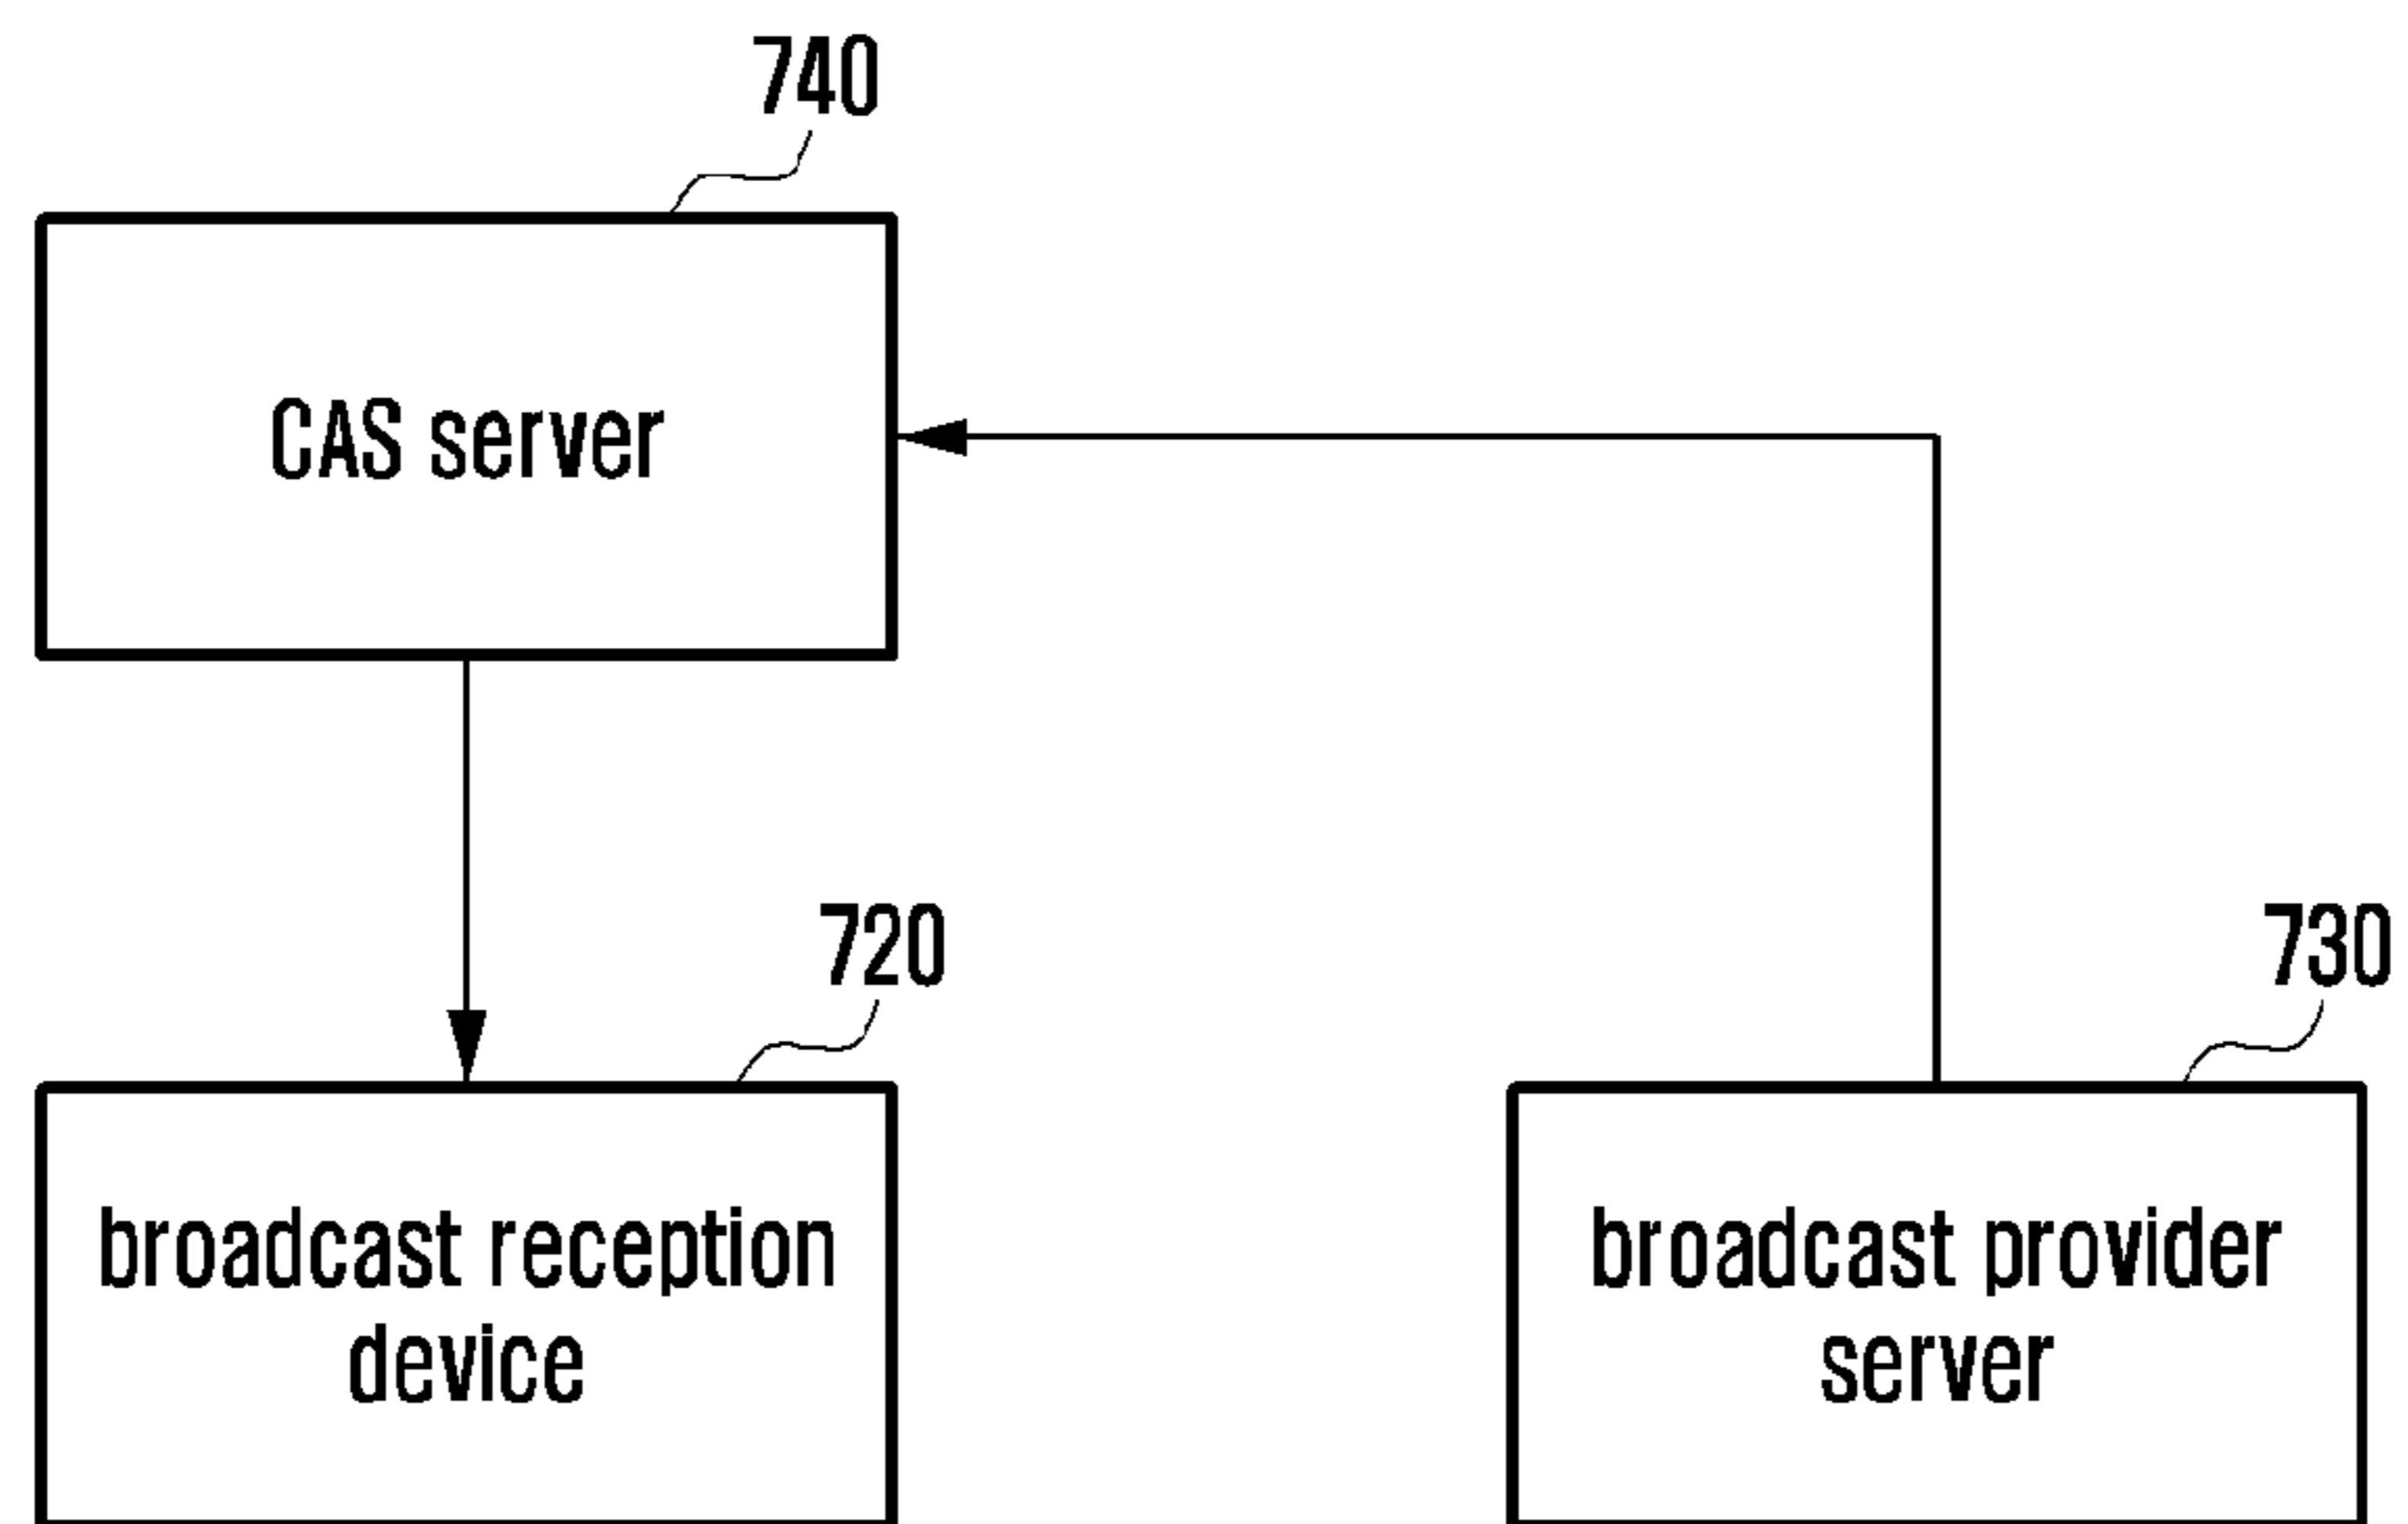 740
CAS server
720
730
broadcast reception
device
broadcast provider
server